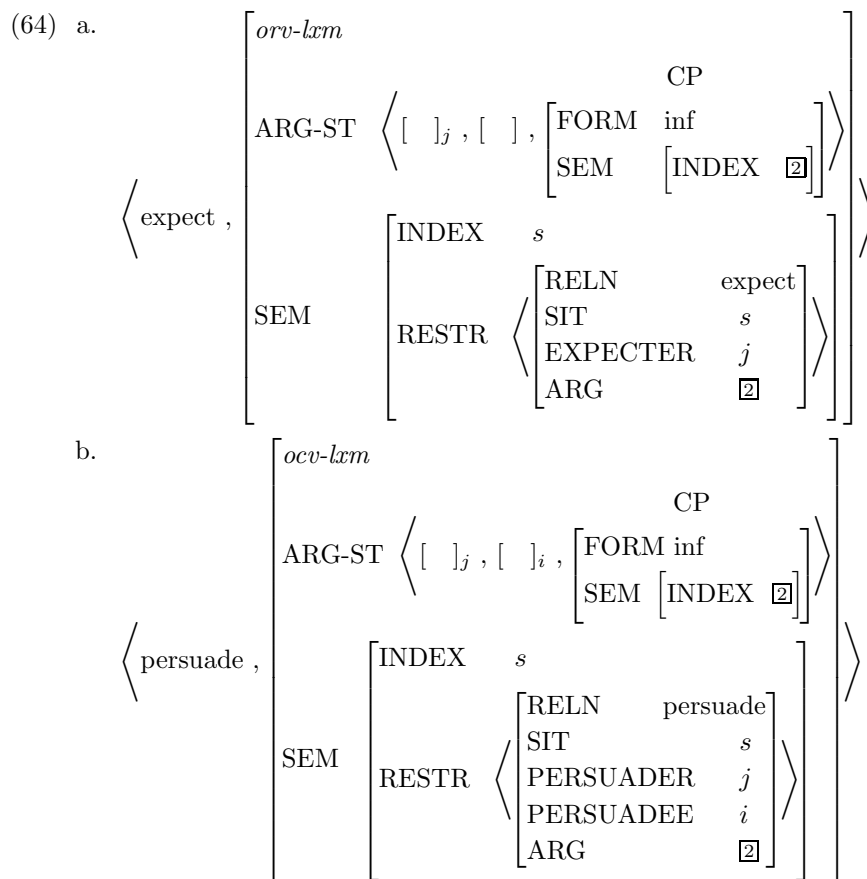 (64) a.
orv-lxm
CP
ARG-ST ⟨ [ ]j , [ ] , FORM inf ⟩
SEM [INDEX 2]
⟨ expect ,
INDEX s
RELN expect
SEM
SIT s
RESTR
EXPECTER j
ARG 2
b.
ocv-lxm
CP
ARG-ST ⟨ [ ]j , [ ]i , FORM inf ⟩
SEM [INDEX 2]
⟨ persuade ,
INDEX s
RELN persuade
SIT s
SEM
RESTR PERSUADER j
PERSUADEE i
ARG 2